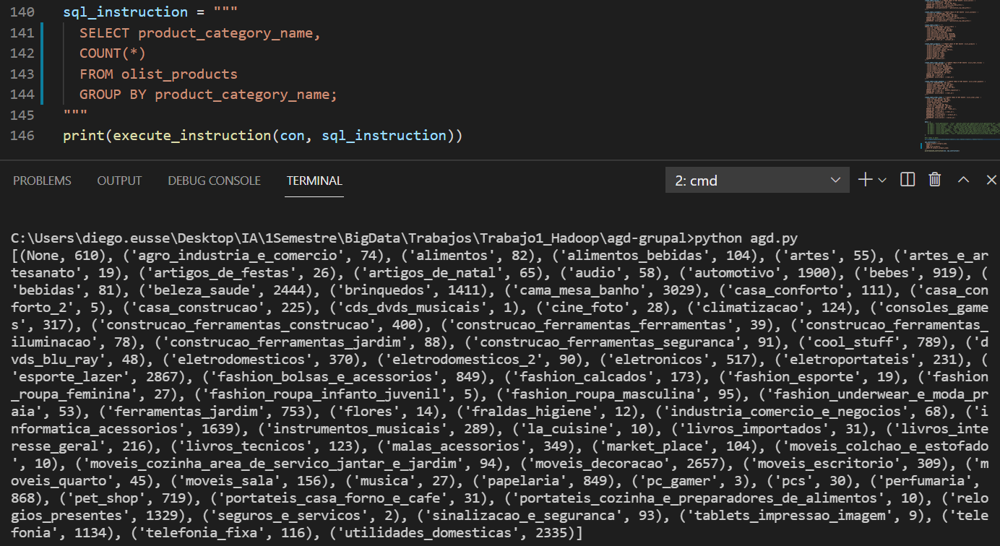 140 sql_instruction = """
141 SELECT product_category_name,
142 COUNT(*)
143 FROM olist_products
144 GROUP BY product_category_name;
145 """
146 print(execute_instruction(con, sql_instruction))
PROBLEMS OUTPUT DEBUG CONSOLE TERMINAL 2: cmd
C:\Users\diego.eusse\Desktop\IA\1Semestre\BigData\Trabajos\Trabajo1_Hadoop\agd-grupal>python agd.py
[(None, 610), ('agro_industria_e_comercio', 74), ('alimentos', 82), ('alimentos_bebidas', 104), ('artes', 55), ('artes_e_ar
tesanato', 19), ('artigos_de_festas', 26), ('artigos_de_natal', 65), ('audio', 58), ('automotivo', 1900), ('bebes', 919), (
'bebidas', 81), ('beleza_saude', 2444), ('brinquedos', 1411), ('cama_mesa_banho', 3029), ('casa_conforto', 111), ('casa_con
forto_2', 5), ('casa_construcao', 225), ('cds_dvds_musicais', 1), ('cine_foto', 28), ('climatizacao', 124), ('consoles_game
s', 317), ('construcao_ferramentas_construcao', 400), ('construcao_ferramentas_ferramentas', 39), ('construcao_ferramentas_
iluminacao', 78), ('construcao_ferramentas_jardim', 88), ('construcao_ferramentas_seguranca', 91), ('cool_stuff', 789), ('d
vds_blu_ray', 48), ('eletrodomesticos', 370), ('eletrodomesticos_2', 90), ('eletronicos', 517), ('eletroportateis', 231), (
'esporte_lazer', 2867), ('fashion_bolsas_e_acessorios', 849), ('fashion_calcados', 173), ('fashion_esporte', 19), ('fashion
_roupa_feminina', 27), ('fashion_roupa_infanto_juvenil', 5), ('fashion_roupa_masculina', 95), ('fashion_underwear_e_moda_pr
aia', 53), ('ferramentas_jardim', 753), ('flores', 14), ('fraldas_higiene', 12), ('industria_comercio_e_negocios', 68), ('i
nformatica_acessorios', 1639), ('instrumentos_musicais', 289), ('la_cuisine', 10), ('livros_importados', 31), ('livros_inte
resse_geral', 216), ('livros_tecnicos', 123), ('malas_acessorios', 349), ('market_place', 104), ('moveis_colchao_e_estofado
', 10), ('moveis_cozinha_area_de_servico_jantar_e_jardim', 94), ('moveis_decoracao', 2657), ('moveis_escritorio', 309), ('m
oveis_quarto', 45), ('moveis_sala', 156), ('musica', 27), ('papelaria', 849), ('pc_gamer', 3), ('pcs', 30), ('perfumaria',
868), ('pet_shop', 719), ('portateis_casa_forno_e_cafe', 31), ('portateis_cozinha_e_preparadores_de_alimentos', 10), ('relo
gios_presentes', 1329), ('seguros_e_servicos', 2), ('sinalizacao_e_seguranca', 93), ('tablets_impressao_imagem', 9), ('tele
fonia', 1134), ('telefonia_fixa', 116), ('utilidades_domesticas', 2335)]